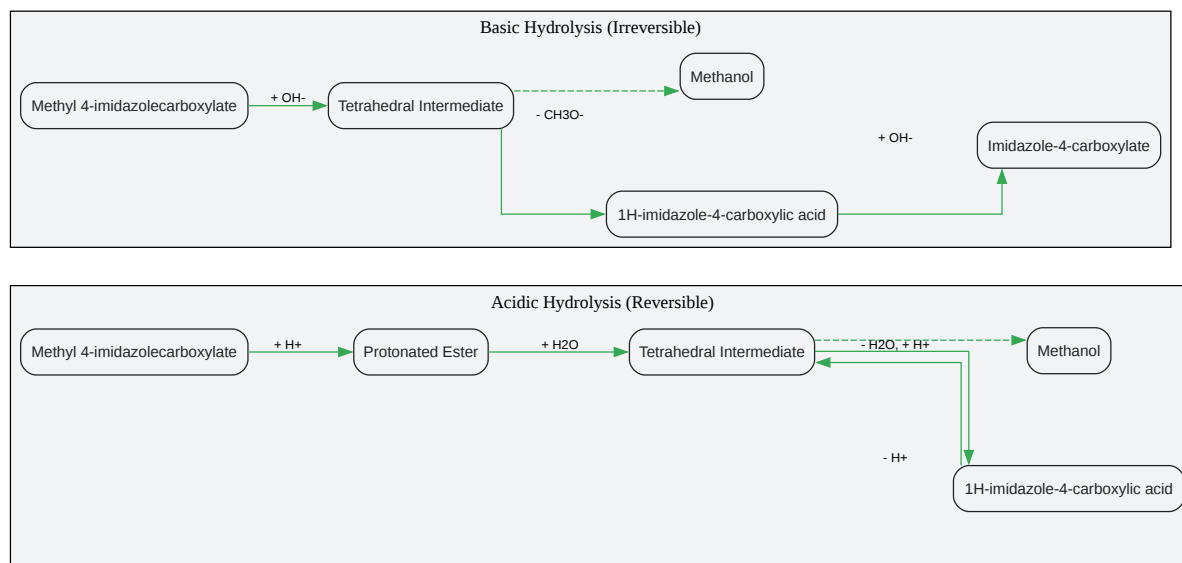 Basic Hydrolysis (Irreversible)
Methyl 4-imidazolecarboxylate
+ OH-
Tetrahedral Intermediate
- CH3O-
Methanol
+ OH-
Imidazole-4-carboxylate
1H-imidazole-4-carboxylic acid
Acidic Hydrolysis (Reversible)
Methyl 4-imidazolecarboxylate
+ H+
Protonated Ester
+ H2O
Tetrahedral Intermediate
- H2O, + H+
Methanol
- H+
1H-imidazole-4-carboxylic acid